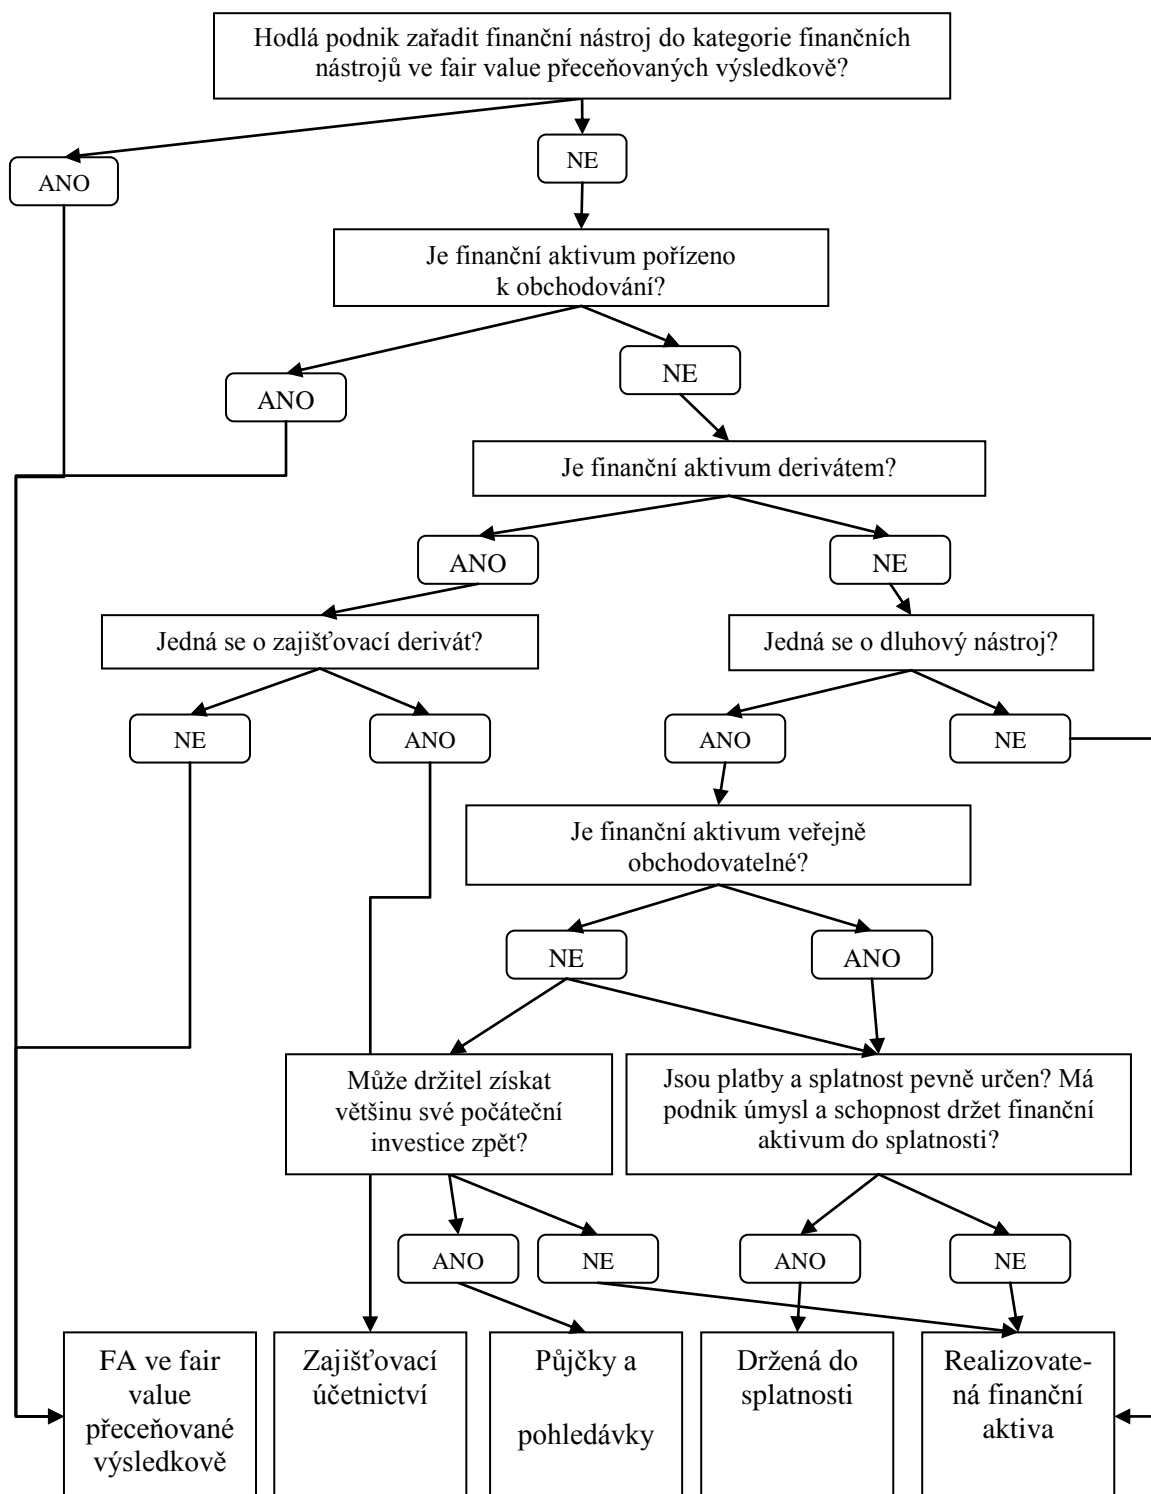 Hodlá podnik zařadit finanční nástroj do kategorie finančních
nástrojů ve fair value přeceňovaných výsledkově?
NE
ANO
Je finanční aktivum pořízeno
k obchodování?
NE
ANO
Je finanční aktivum derivátem?
ANO
NE
Jedná se o zajišťovací derivát?
Jedná se o dluhový nástroj?
NE
ANO
ANO
NE
Je finanční aktivum veřejně
obchodovatelné?
NE
ANO
Může držitel získat
většinu své počáteční
investice zpět?
Jsou platby a splatnost pevně určen? Má
podnik úmysl a schopnost držet finanční
aktivum do splatnosti?
ANO
NE
ANO
NE
FA ve fair
value
přeceňované
výsledkově
Zajišťovací
účetnictví
Půjčky a
pohledávky
Držená do
splatnosti
Realizovate-
ná finanční
aktiva